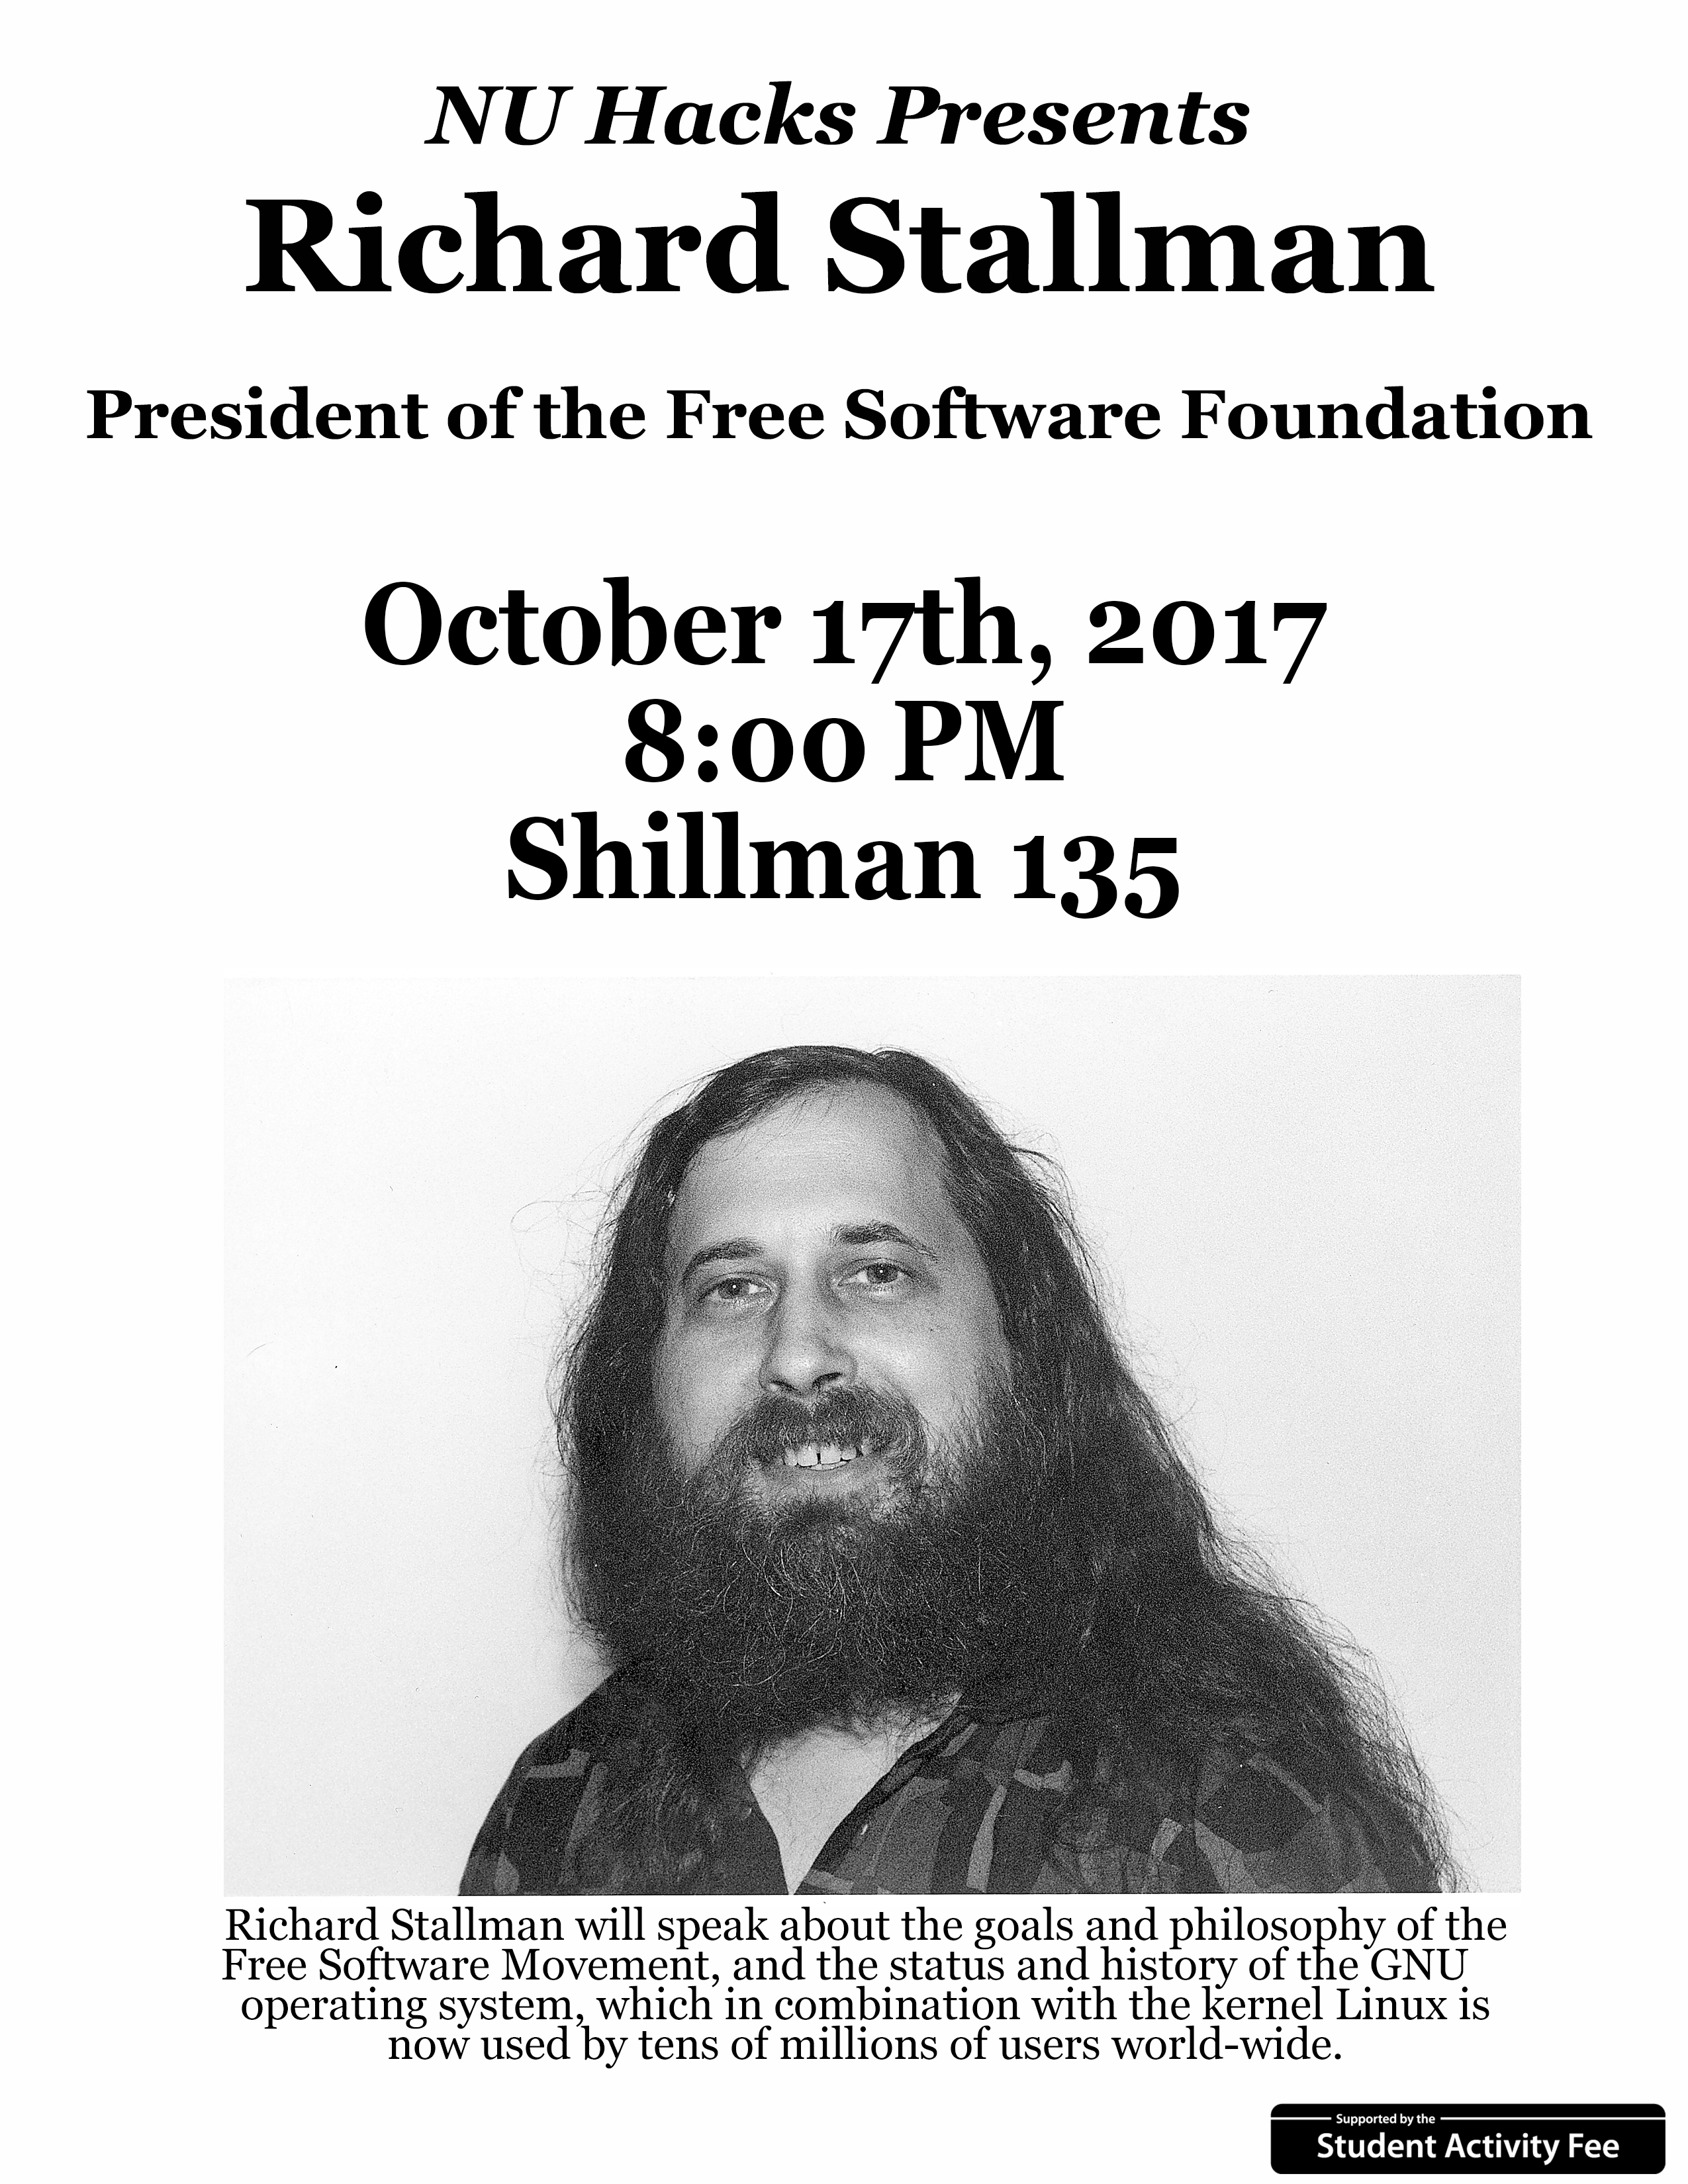 NU Hacks Presents
Richard Stallman
President of the Free Software Foundation
October 17th, 2017
8:00 PM
Shillman 135
Richard Stallman will speak about the goals and philosophy of the
Free Software Movement, and the status and history of the GNU
operating system, which in combination with the kernel Linux is
now used by tens of millions of users world-wide.
Supported by the
Student Activity Fee